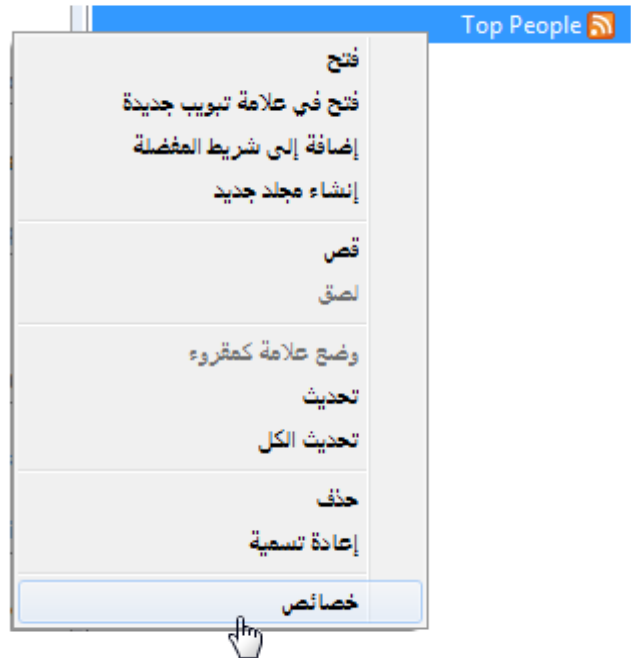 Top People
فتح
فتح في علامة تبويب جديدة
إضافة إلى شريط المفضلة
إنشاء مجلد جديد
قص
لصق
وضع علامة كمقروء
تحديث
تحديث الكل
حذف
إعادة تسمية
خصائص